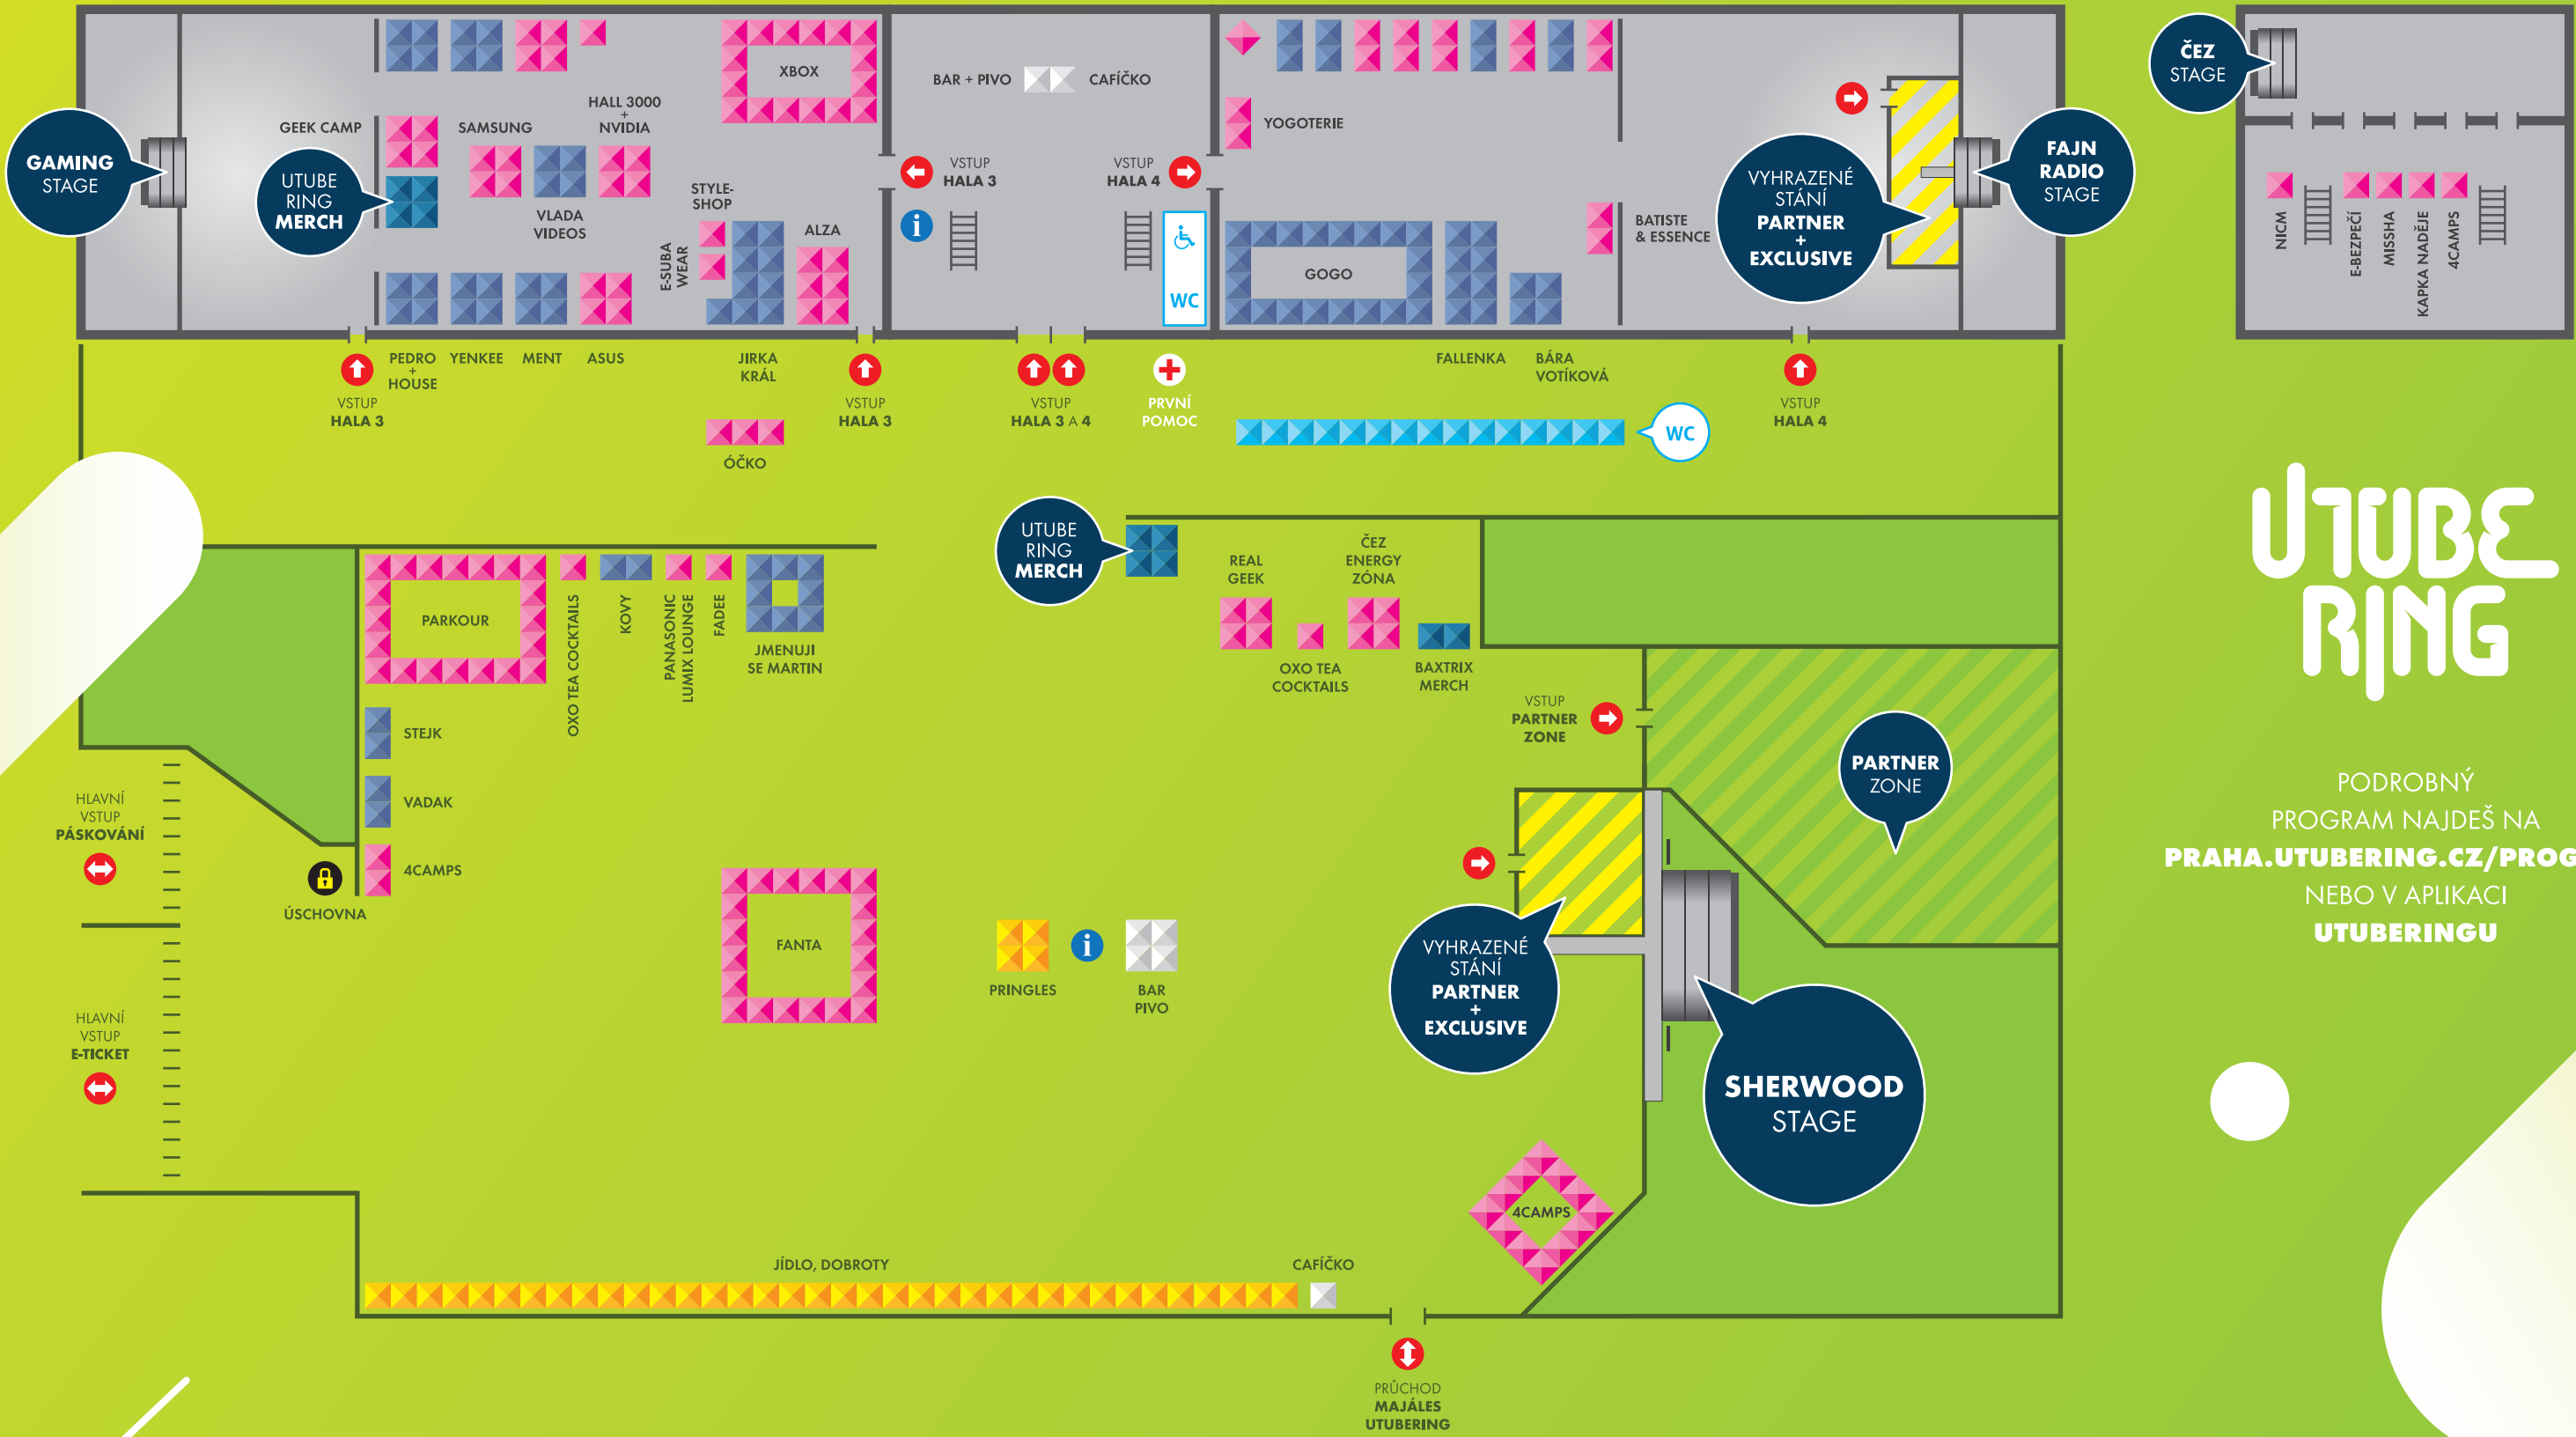 GAMING
STAGE
GEEK CAMP
UTUBE
RING
MERCH
SAMSUNG
HALL 3000
+
NVIDIA
VLADA
VIDEOS
XBOX
STYLE-
SHOP
E-SUBA
WEAR
ALZA
BAR + PIVO
CAFÍČKO
VSTUP
HALA 3
i
VSTUP
HALA 4
WC
YOGOTERIE
GOGO
BATISTE
& ESSENCE
VYHRAZENÉ
STÁNÍ
PARTNER
+
EXCLUSIVE
FAJN
RADIO
STAGE
ČEZ
STAGE
NICM
E-BEZPEČÍ
MISSHA
KAPKA NADĚJE
4CAMPS
VSTUP
HALA 3
PEDRO
+
HOUSE
YENKEE
MENT
ASUS
JIRKA
KRÁL
VSTUP
HALA 3
VSTUP
HALA 3 A 4
PRVNÍ
POMOC
FALLENKA
BÁRA
VOTÍKOVÁ
VSTUP
HALA 4
ÓČKO
WC
UTUBE
RING
MERCH
REAL
GEEK
ČEZ
ENERGY
ZÓNA
OXO TEA
COCKTAILS
BAXTRIX
MERCH
PARKOUR
OXO TEA COCKTAILS
KOVY
PANASONIC
LUMIX LOUNGE
FADEE
JMENUJI
SE MARTIN
STEJK
VADAK
4CAMPS
VSTUP
PARTNER
ZONE
PARTNER
ZONE
UTUBE
RING
PODROBNÝ
PROGRAM NAJDEŠ NA
PRAHA.UTUBERING.CZ/PROG
NEBO V APLIKACI
UTUBERINGU
HLAVNÍ
VSTUP
PÁSKOVÁNÍ
ÚSCHOVNA
HLAVNÍ
VSTUP
E-TICKET
FANTA
PRINGLES
i
BAR
PIVO
VYHRAZENÉ
STÁNÍ
PARTNER
+
EXCLUSIVE
SHERWOOD
STAGE
4CAMPS
JÍDLO, DOBROTY
CAFÍČKO
PRŮCHOD
MAJÁLES
UTUBERING